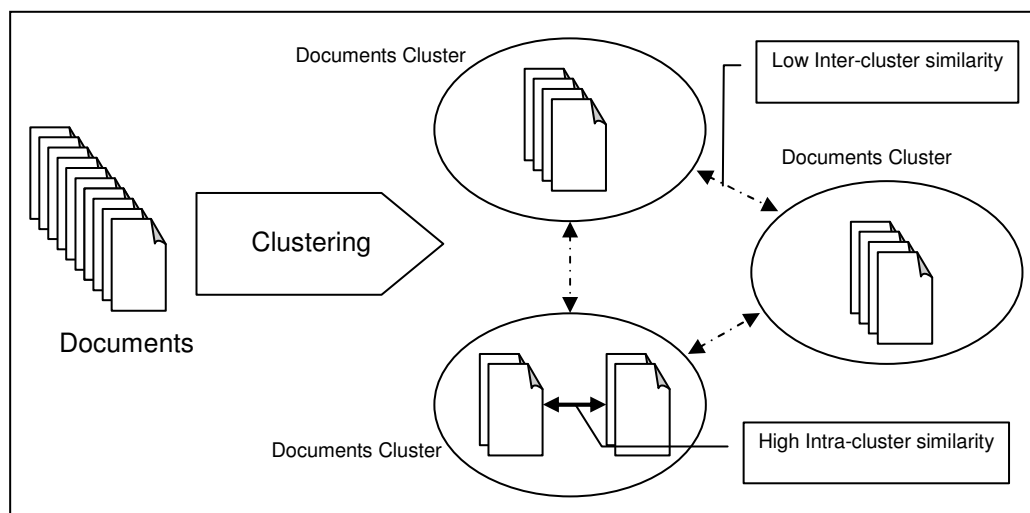 Documents Cluster
Low Inter-cluster similarity
Documents Cluster
Clustering
Documents
Documents Cluster
High Intra-cluster similarity